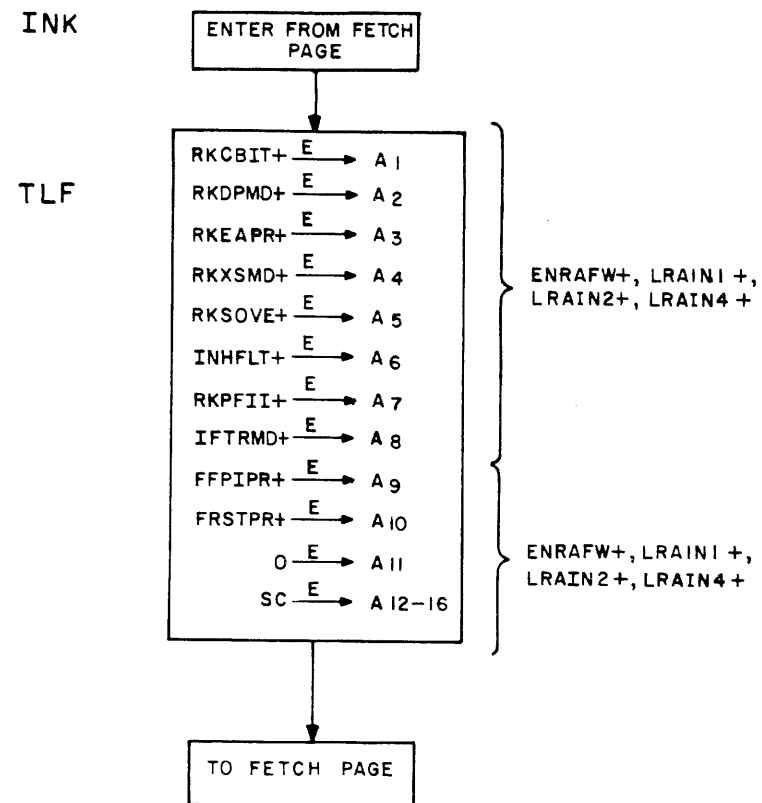 INK
ENTER FROM FETCH
PAGE
TLF
RKCBIT+ E A1
RKDPMD+ E A2
RKEAPR+ E A3
RKXSMD+ E A4
RKSOVE+ E A5
INHFLT+ E A6
RKPFII+ E A7
IFTRMD+ E A8
ENRAFW+, LRAIN1+,
LRAIN2+, LRAIN4+
FFPIPR+ E A9
FRSTPR+ E A10
0 E A11
SC E A12-16
ENRAFW+, LRAIN1+,
LRAIN2+, LRAIN4+
TO FETCH PAGE